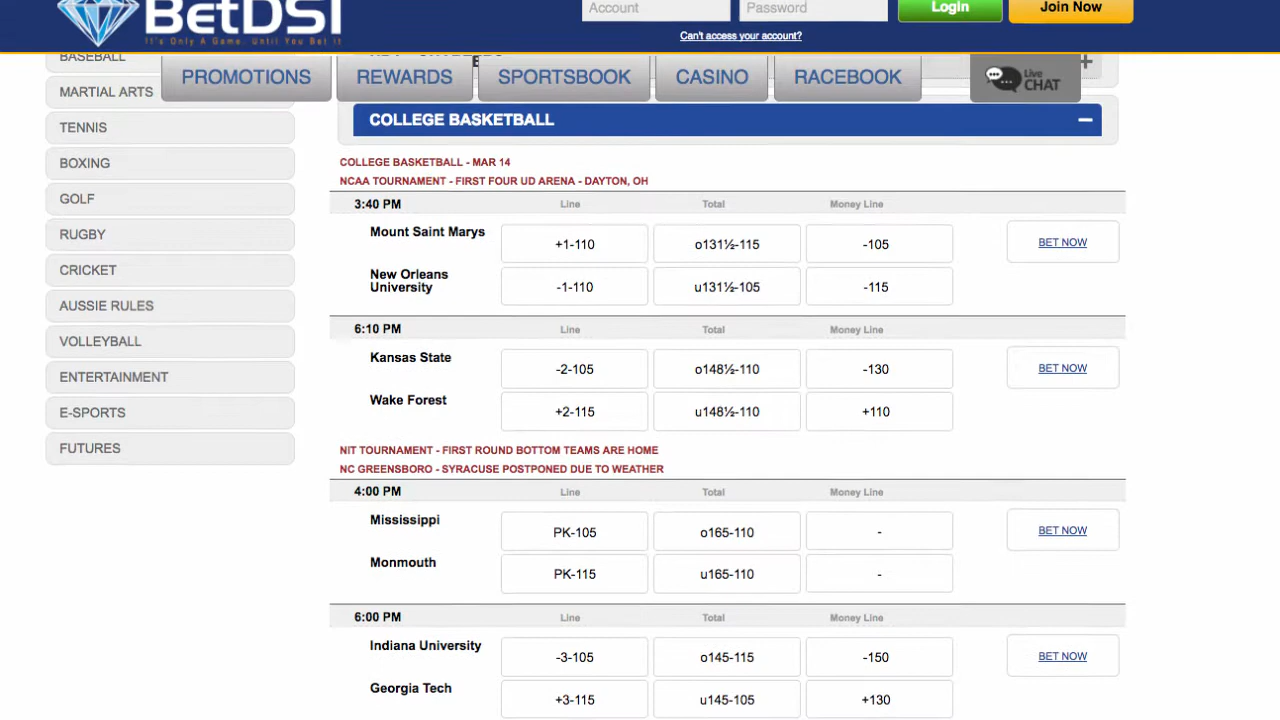 BetDSI
It's Only A Game, Until You Bet It
Account
Password
Login
Join Now
Can't access your account?
PROMOTIONS
REWARDS
SPORTSBOOK
CASINO
RACEBOOK
Live
CHAT
BASEBALL
MARTIAL ARTS
TENNIS
BOXING
GOLF
RUGBY
CRICKET
AUSSIE RULES
VOLLEYBALL
ENTERTAINMENT
E-SPORTS
FUTURES
+
COLLEGE BASKETBALL
COLLEGE BASKETBALL - MAR 14
NCAA TOURNAMENT - FIRST FOUR UD ARENA - DAYTON, OH
3:40 PM Line Total Money Line
Mount Saint Marys +1-110 o131½-115 -105 BET NOW
New Orleans
University -1-110 u131½-105 -115
6:10 PM Line Total Money Line
Kansas State -2-105 o148½-110 -130 BET NOW
Wake Forest +2-115 u148½-110 +110
NIT TOURNAMENT - FIRST ROUND BOTTOM TEAMS ARE HOME
NC GREENSBORO - SYRACUSE POSTPONED DUE TO WEATHER
4:00 PM Line Total Money Line
Mississippi PK-105 o165-110 - BET NOW
Monmouth PK-115 u165-110 -
6:00 PM Line Total Money Line
Indiana University -3-105 o145-115 -150 BET NOW
Georgia Tech +3-115 u145-105 +130